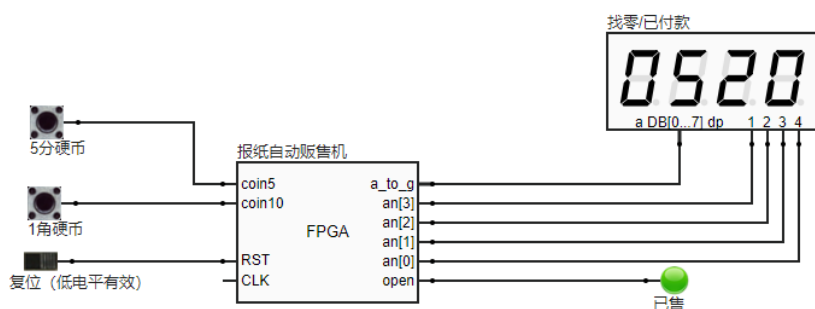 找零/已付款
0520
a DB[0...7] dp 1 2 3 4
5分硬币
报纸自动贩售机
coin5
a_to_g
coin10
an[3]
1角硬币
FPGA
an[2]
an[1]
RST
an[0]
复位（低电平有效）
CLK
open
已售